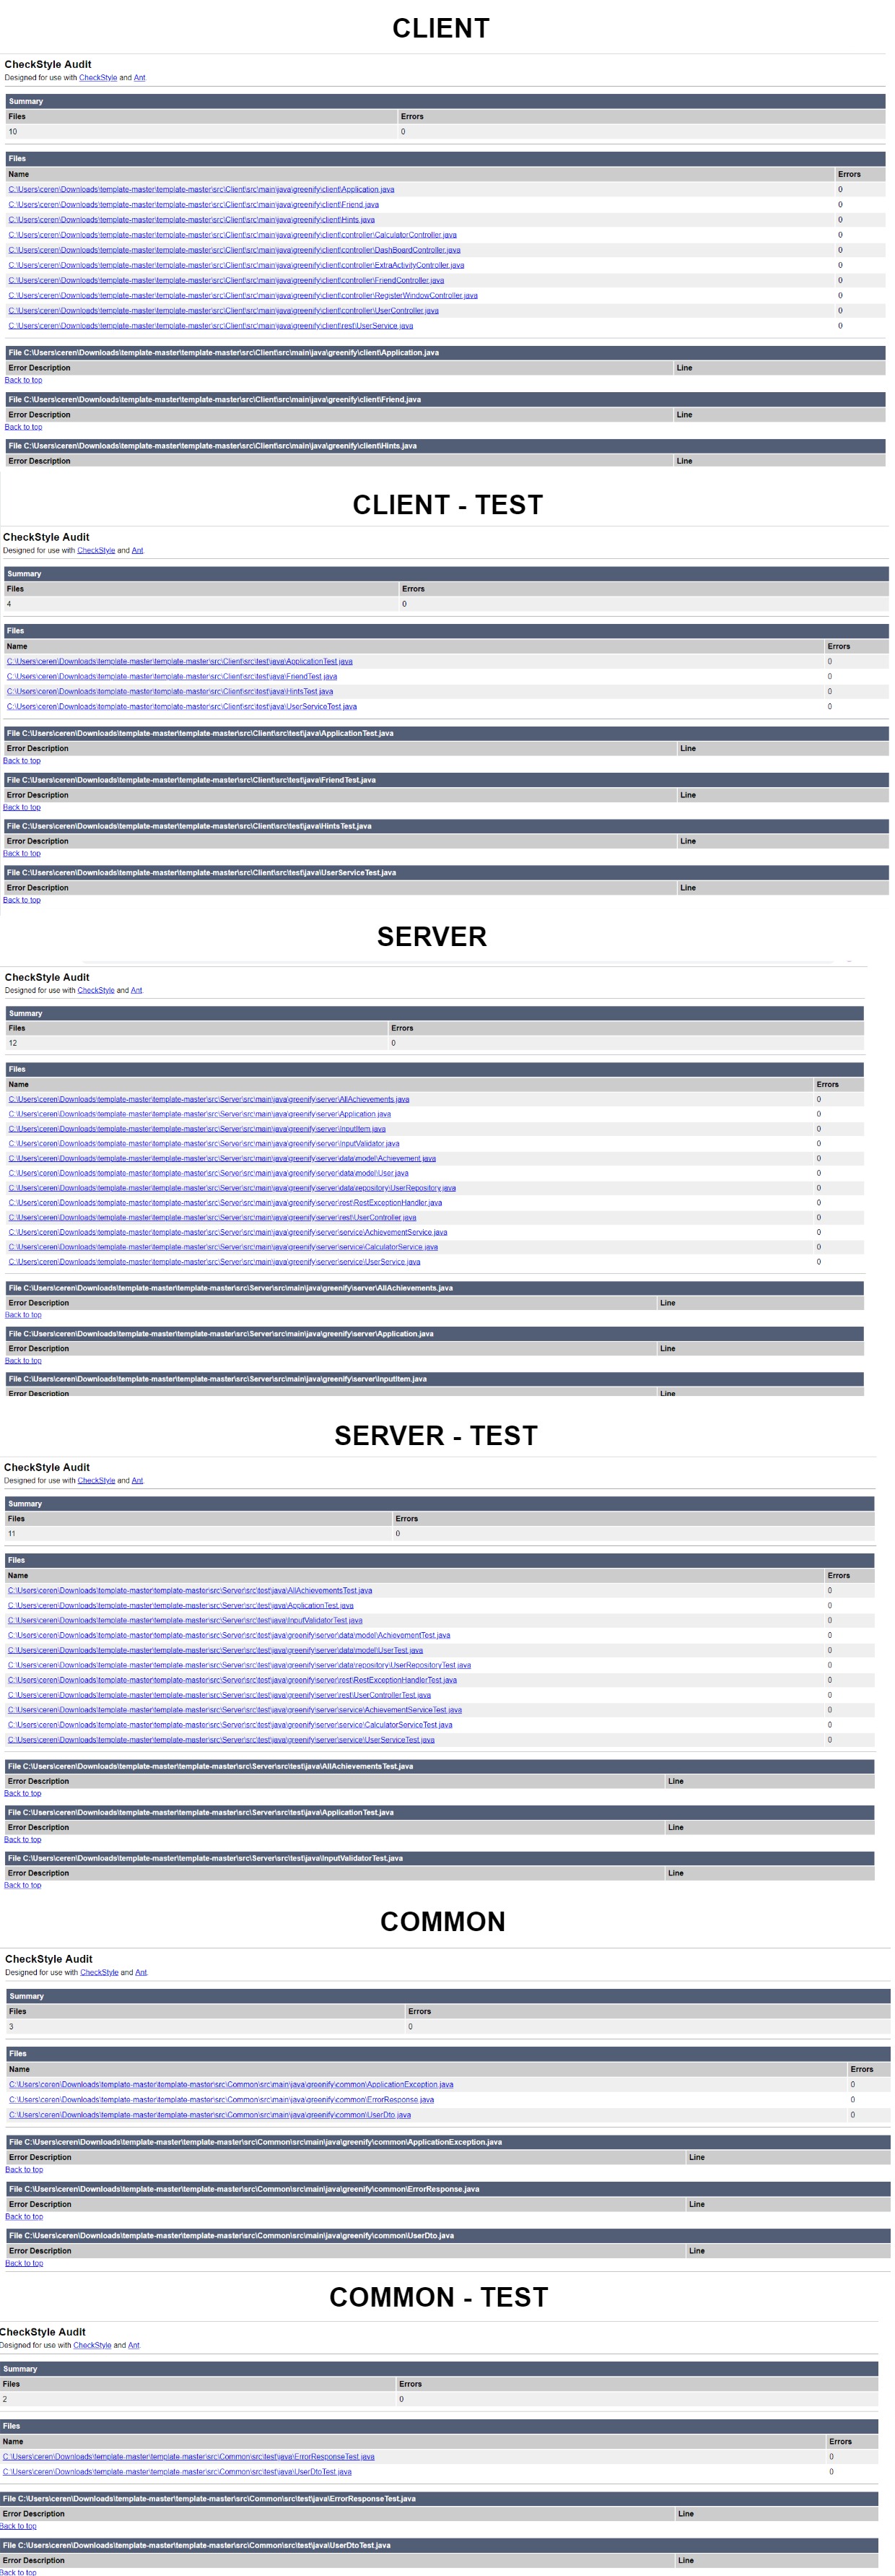 CLIENT
CheckStyle Audit
Designed for use with CheckStyle and Ant.
Summary
Files Errors
10 0
Files
Name Errors
C:\Users\ceren\Downloads\template-master\template-master\src\Client\src\main\java\greenify\client\Application.java 0
C:\Users\ceren\Downloads\template-master\template-master\src\Client\src\main\java\greenify\client\Friend.java 0
C:\Users\ceren\Downloads\template-master\template-master\src\Client\src\main\java\greenify\client\Hints.java 0
C:\Users\ceren\Downloads\template-master\template-master\src\Client\src\main\java\greenify\client\controller\CalculatorController.java 0
C:\Users\ceren\Downloads\template-master\template-master\src\Client\src\main\java\greenify\client\controller\DashBoardController.java 0
C:\Users\ceren\Downloads\template-master\template-master\src\Client\src\main\java\greenify\client\controller\ExtraActivityController.java 0
C:\Users\ceren\Downloads\template-master\template-master\src\Client\src\main\java\greenify\client\controller\FriendController.java 0
C:\Users\ceren\Downloads\template-master\template-master\src\Client\src\main\java\greenify\client\controller\RegisterWindowController.java 0
C:\Users\ceren\Downloads\template-master\template-master\src\Client\src\main\java\greenify\client\controller\UserController.java 0
C:\Users\ceren\Downloads\template-master\template-master\src\Client\src\main\java\greenify\client\rest\UserService.java 0
File C:\Users\ceren\Downloads\template-master\template-master\src\Client\src\main\java\greenify\client\Application.java
Error Description Line
Back to top
File C:\Users\ceren\Downloads\template-master\template-master\src\Client\src\main\java\greenify\client\Friend.java
Error Description Line
Back to top
File C:\Users\ceren\Downloads\template-master\template-master\src\Client\src\main\java\greenify\client\Hints.java
Error Description Line
CLIENT - TEST
CheckStyle Audit
Designed for use with CheckStyle and Ant.
Summary
Files Errors
4 0
Files
Name Errors
C:\Users\ceren\Downloads\template-master\template-master\src\Client\src\test\java\ApplicationTest.java 0
C:\Users\ceren\Downloads\template-master\template-master\src\Client\src\test\java\FriendTest.java 0
C:\Users\ceren\Downloads\template-master\template-master\src\Client\src\test\java\HintsTest.java 0
C:\Users\ceren\Downloads\template-master\template-master\src\Client\src\test\java\UserServiceTest.java 0
File C:\Users\ceren\Downloads\template-master\template-master\src\Client\src\test\java\ApplicationTest.java
Error Description Line
Back to top
File C:\Users\ceren\Downloads\template-master\template-master\src\Client\src\test\java\FriendTest.java
Error Description Line
Back to top
File C:\Users\ceren\Downloads\template-master\template-master\src\Client\src\test\java\HintsTest.java
Error Description Line
Back to top
File C:\Users\ceren\Downloads\template-master\template-master\src\Client\src\test\java\UserServiceTest.java
Error Description Line
Back to top
SERVER
CheckStyle Audit
Designed for use with CheckStyle and Ant.
Summary
Files Errors
12 0
Files
Name Errors
C:\Users\ceren\Downloads\template-master\template-master\src\Server\src\main\java\greenify\server\AllAchievements.java 0
C:\Users\ceren\Downloads\template-master\template-master\src\Server\src\main\java\greenify\server\Application.java 0
C:\Users\ceren\Downloads\template-master\template-master\src\Server\src\main\java\greenify\server\InputItem.java 0
C:\Users\ceren\Downloads\template-master\template-master\src\Server\src\main\java\greenify\server\InputValidator.java 0
C:\Users\ceren\Downloads\template-master\template-master\src\Server\src\main\java\greenify\server\data\model\Achievement.java 0
C:\Users\ceren\Downloads\template-master\template-master\src\Server\src\main\java\greenify\server\data\model\User.java 0
C:\Users\ceren\Downloads\template-master\template-master\src\Server\src\main\java\greenify\server\data\repository\UserRepository.java 0
C:\Users\ceren\Downloads\template-master\template-master\src\Server\src\main\java\greenify\server\rest\RestExceptionHandler.java 0
C:\Users\ceren\Downloads\template-master\template-master\src\Server\src\main\java\greenify\server\rest\UserController.java 0
C:\Users\ceren\Downloads\template-master\template-master\src\Server\src\main\java\greenify\server\service\AchievementService.java 0
C:\Users\ceren\Downloads\template-master\template-master\src\Server\src\main\java\greenify\server\service\CalculatorService.java 0
C:\Users\ceren\Downloads\template-master\template-master\src\Server\src\main\java\greenify\server\service\UserService.java 0
File C:\Users\ceren\Downloads\template-master\template-master\src\Server\src\main\java\greenify\server\AllAchievements.java
Error Description Line
Back to top
File C:\Users\ceren\Downloads\template-master\template-master\src\Server\src\main\java\greenify\server\Application.java
Error Description Line
Back to top
File C:\Users\ceren\Downloads\template-master\template-master\src\Server\src\main\java\greenify\server\InputItem.java
Error Description Line
SERVER - TEST
CheckStyle Audit
Designed for use with CheckStyle and Ant.
Summary
Files Errors
11 0
Files
Name Errors
C:\Users\ceren\Downloads\template-master\template-master\src\Server\src\test\java\AllAchievementsTest.java 0
C:\Users\ceren\Downloads\template-master\template-master\src\Server\src\test\java\ApplicationTest.java 0
C:\Users\ceren\Downloads\template-master\template-master\src\Server\src\test\java\InputValidatorTest.java 0
C:\Users\ceren\Downloads\template-master\template-master\src\Server\src\test\java\greenify\server\data\model\AchievementTest.java 0
C:\Users\ceren\Downloads\template-master\template-master\src\Server\src\test\java\greenify\server\data\model\UserTest.java 0
C:\Users\ceren\Downloads\template-master\template-master\src\Server\src\test\java\greenify\server\data\repository\UserRepositoryTest.java 0
C:\Users\ceren\Downloads\template-master\template-master\src\Server\src\test\java\greenify\server\rest\RestExceptionHandlerTest.java 0
C:\Users\ceren\Downloads\template-master\template-master\src\Server\src\test\java\greenify\server\rest\UserControllerTest.java 0
C:\Users\ceren\Downloads\template-master\template-master\src\Server\src\test\java\greenify\server\service\AchievementServiceTest.java 0
C:\Users\ceren\Downloads\template-master\template-master\src\Server\src\test\java\greenify\server\service\CalculatorServiceTest.java 0
C:\Users\ceren\Downloads\template-master\template-master\src\Server\src\test\java\greenify\server\service\UserServiceTest.java 0
File C:\Users\ceren\Downloads\template-master\template-master\src\Server\src\test\java\AllAchievementsTest.java
Error Description Line
Back to top
File C:\Users\ceren\Downloads\template-master\template-master\src\Server\src\test\java\ApplicationTest.java
Error Description Line
Back to top
File C:\Users\ceren\Downloads\template-master\template-master\src\Server\src\test\java\InputValidatorTest.java
Error Description Line
Back to top
COMMON
CheckStyle Audit
Designed for use with CheckStyle and Ant.
Summary
Files Errors
3 0
Files
Name Errors
C:\Users\ceren\Downloads\template-master\template-master\src\Common\src\main\java\greenify\common\ApplicationException.java 0
C:\Users\ceren\Downloads\template-master\template-master\src\Common\src\main\java\greenify\common\ErrorResponse.java 0
C:\Users\ceren\Downloads\template-master\template-master\src\Common\src\main\java\greenify\common\UserDto.java 0
File C:\Users\ceren\Downloads\template-master\template-master\src\Common\src\main\java\greenify\common\ApplicationException.java
Error Description Line
Back to top
File C:\Users\ceren\Downloads\template-master\template-master\src\Common\src\main\java\greenify\common\ErrorResponse.java
Error Description Line
Back to top
File C:\Users\ceren\Downloads\template-master\template-master\src\Common\src\main\java\greenify\common\UserDto.java
Error Description Line
Back to top
COMMON - TEST
CheckStyle Audit
Designed for use with CheckStyle and Ant.
Summary
Files Errors
2 0
Files
Name Errors
C:\Users\ceren\Downloads\template-master\template-master\src\Common\src\test\java\ErrorResponseTest.java 0
C:\Users\ceren\Downloads\template-master\template-master\src\Common\src\test\java\UserDtoTest.java 0
File C:\Users\ceren\Downloads\template-master\template-master\src\Common\src\test\java\ErrorResponseTest.java
Error Description Line
Back to top
File C:\Users\ceren\Downloads\template-master\template-master\src\Common\src\test\java\UserDtoTest.java
Error Description Line
Back to top